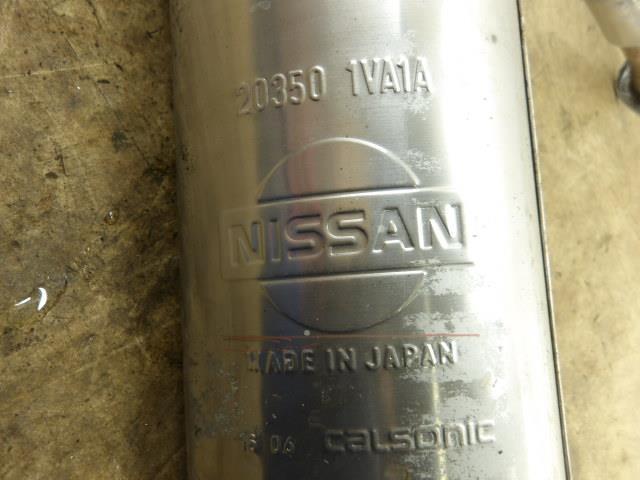 20350 1VA1A
NISSAN
MADE IN JAPAN
calsonic